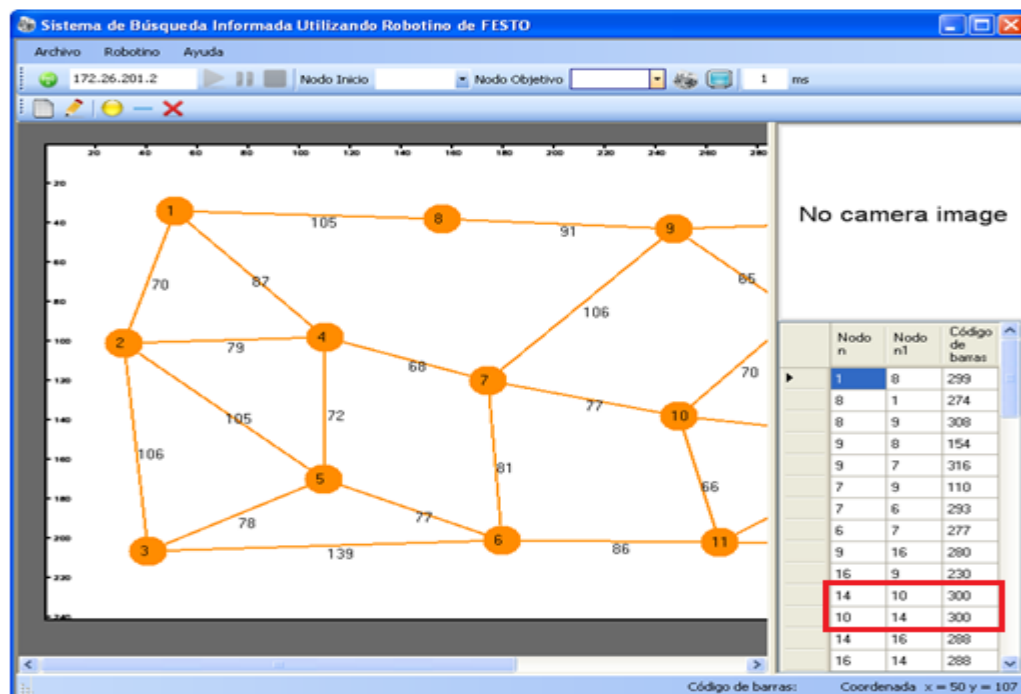 Sistema de Búsqueda Informada Utilizando Robotino de FESTO
Archivo Robotino Ayuda
172.26.201.2 Nodo Inicio Nodo Objetivo 1 ms
20 40 60 80 100 120 140 160 180 200 220 240 260 280
20
40
60
80
100
120
140
160
180
200
220
240
1
8
9
105
91
70
87
65
106
2
4
79
68
7
70
77
10
105
72
106
81
66
5
78
77
3
6
11
139
86
No camera image
Nodo n Nodo n1 Código de barras
1 8 299
8 1 274
8 9 308
9 8 154
9 7 316
7 9 110
7 6 293
6 7 277
9 16 280
16 9 230
14 10 300
10 14 300
14 16 288
16 14 288
Código de barras: Coordenada x = 50 y = 107